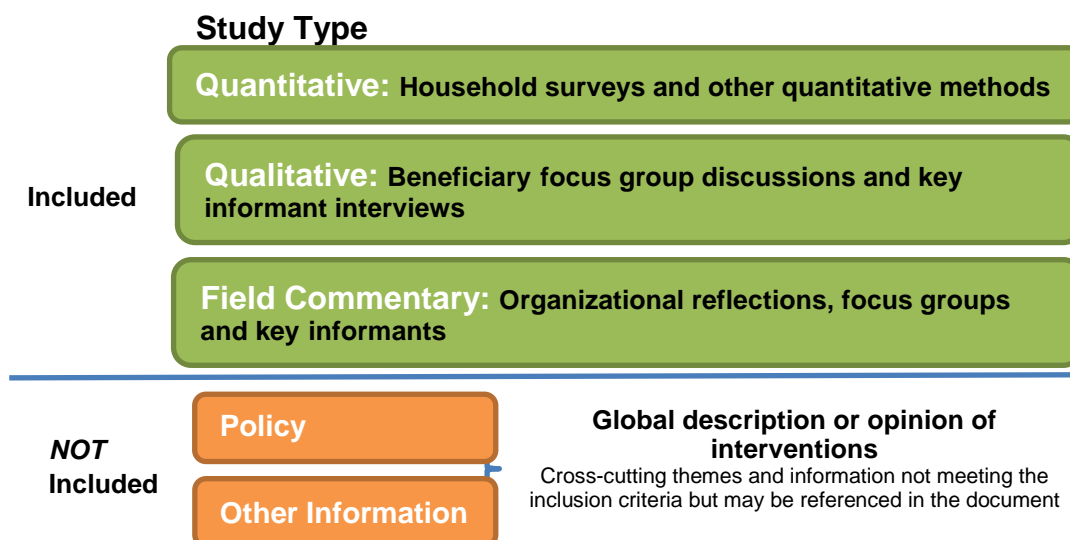 Study Type
Quantitative: Household surveys and other quantitative methods
Included
Qualitative: Beneficiary focus group discussions and key
informant interviews
Field Commentary: Organizational reflections, focus groups
and key informants
NOT
Included
Policy
Other Information
Global description or opinion of
interventions
Cross-cutting themes and information not meeting the
inclusion criteria but may be referenced in the document